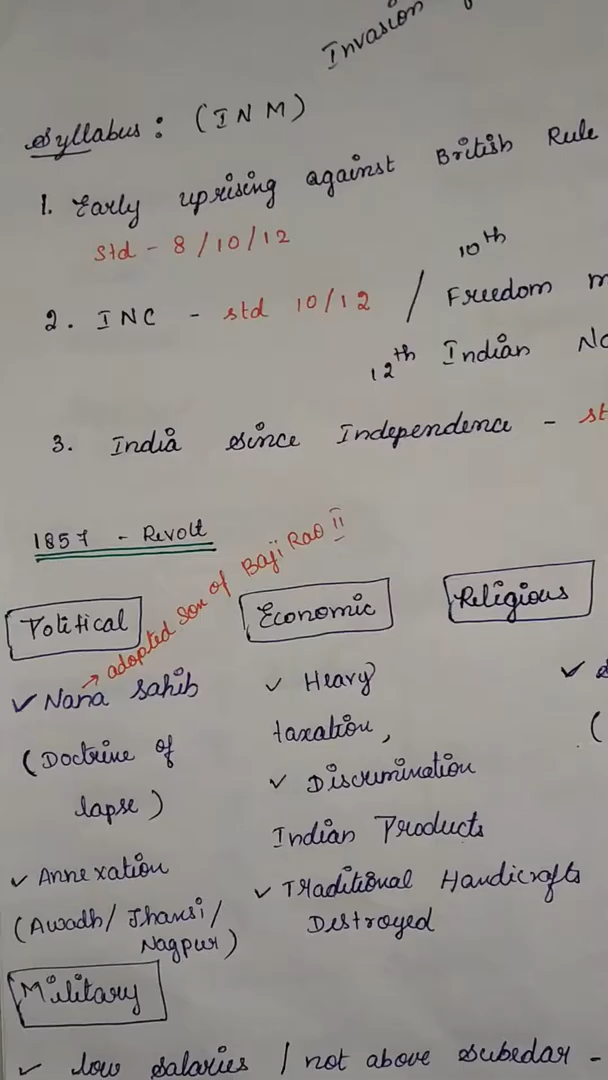 Invasion
Syllabus : (INM)
1. Early uprising against British Rule
Std - 8/10/12
10th
2. INC - std 10/12 / Freedom
12th Indian
3. India since Independence -
1857 - Revolt
Political Economic Religious
→ adopted son of Baji Rao II
✓ Nana Sahib
(Doctrine of
lapse)
✓ Annexation
(Awadh/ Jhansi/
Nagpur)
✓ Heavy
taxation,
✓ Discrimination
Indian Products
✓ Traditional Handicrafts
Destroyed
Military
✓ low salaries / not above subedar -